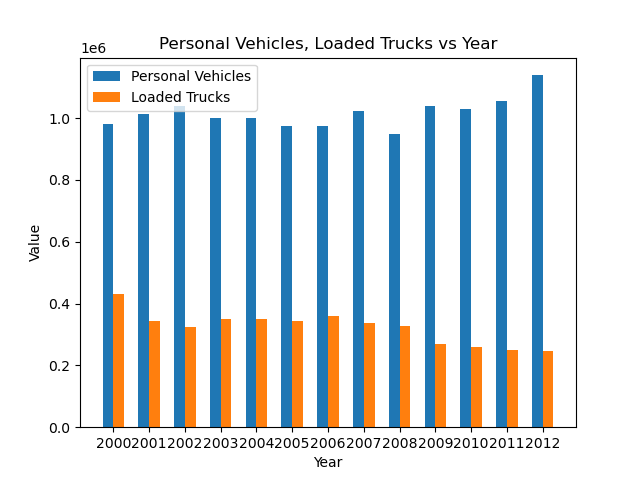 Personal Vehicles, Loaded Trucks vs Year
1e6
Personal Vehicles
Loaded Trucks
1.0
0.8
0.6
0.4
0.2
0.0
Value
2000 2001 2002 2003 2004 2005 2006 2007 2008 2009 2010 2011 2012
Year